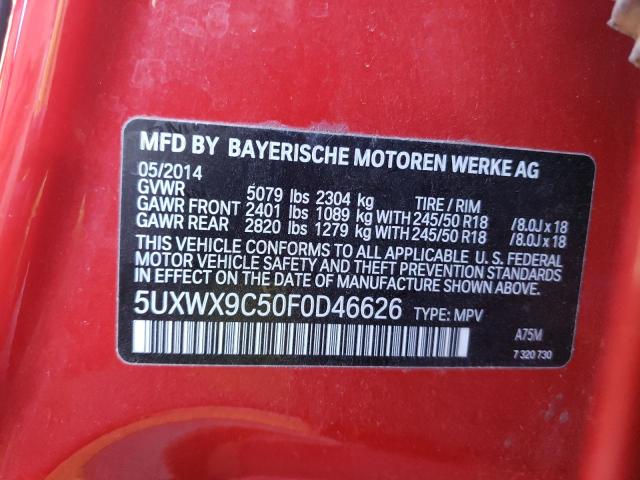 MFD BY BAYERISCHE MOTOREN WERKE AG
05/2014
GVWR 5079 lbs 2304 kg TIRE / RIM
GAWR FRONT 2401 lbs 1089 kg WITH 245/50 R18 / 8.0J x 18
GAWR REAR 2820 lbs 1279 kg WITH 245/50 R18 / 8.0J x 18
THIS VEHICLE CONFORMS TO ALL APPLICABLE U. S. FEDERAL
MOTOR VEHICLE SAFETY, BUMPER, AND THEFT PREVENTION STANDARDS
IN EFFECT ON THE DATE OF MANUFACTURE SHOWN ABOVE.
5UXWX9C50F0D46626 TYPE: MPV
A75M
7 320 730